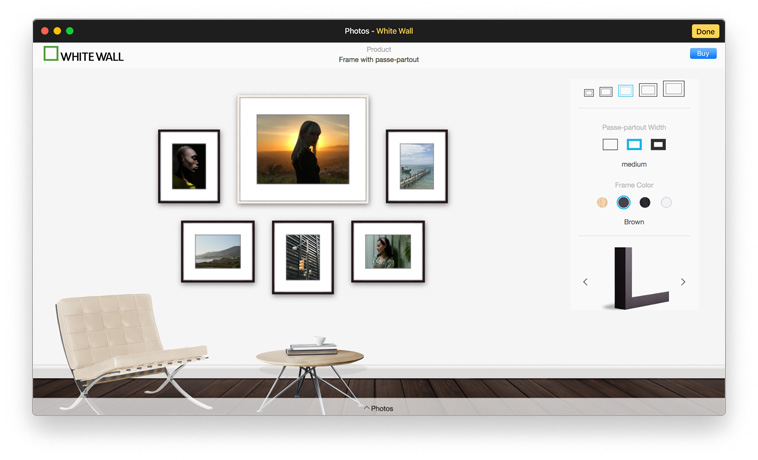 Photos - White Wall
Done
WHITE WALL
Product
Frame with passe-partout
Buy
Passe-partout Width
medium
Frame Color
Brown
Photos